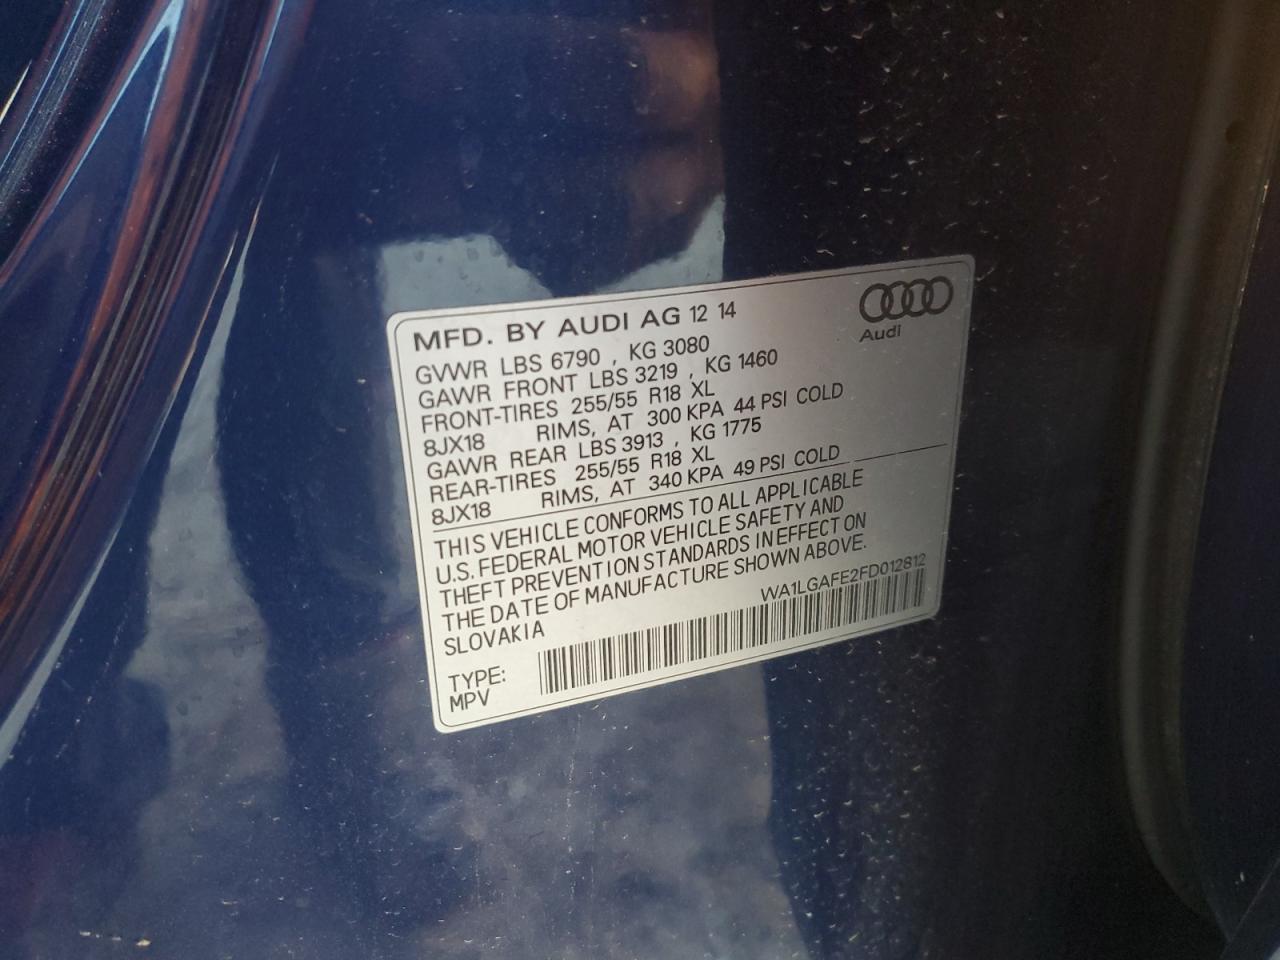 MFD. BY AUDI AG 12 14
Audi
GVWR LBS 6790 , KG 3080
GAWR FRONT LBS 3219 , KG 1460
FRONT-TIRES 255/55 R18 XL
8JX18 RIMS, AT 300 KPA 44 PSI COLD
GAWR REAR LBS 3913 , KG 1775
REAR-TIRES 255/55 R18 XL
8JX18 RIMS, AT 340 KPA 49 PSI COLD
THIS VEHICLE CONFORMS TO ALL APPLICABLE
U.S. FEDERAL MOTOR VEHICLE SAFETY AND
THEFT PREVENTION STANDARDS IN EFFECT ON
THE DATE OF MANUFACTURE SHOWN ABOVE.
SLOVAKIA
WA1LGAFE2FD012812
TYPE:
MPV